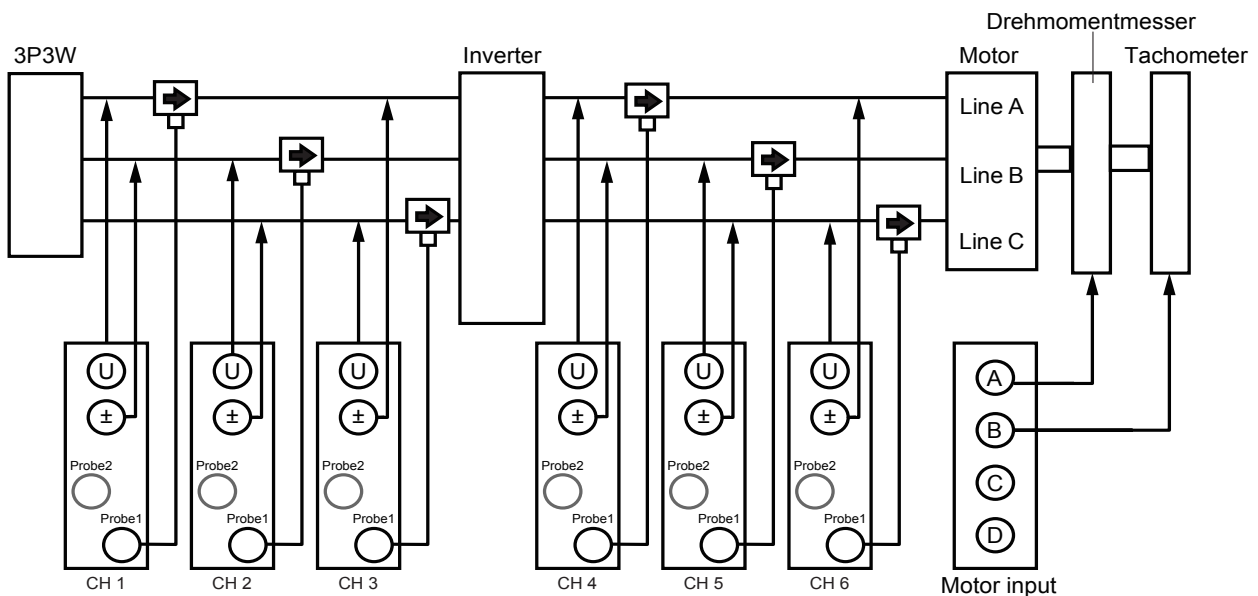 Drehmomentmesser
3P3W
Inverter
Motor
Tachometer
Line A
Line B
Line C
U
U
U
U
U
U
A
±
±
±
±
±
±
B
Probe2
Probe2
Probe2
Probe2
Probe2
Probe2
C
Probe1
Probe1
Probe1
Probe1
Probe1
Probe1
D
CH 1
CH 2
CH 3
CH 4
CH 5
CH 6
Motor input